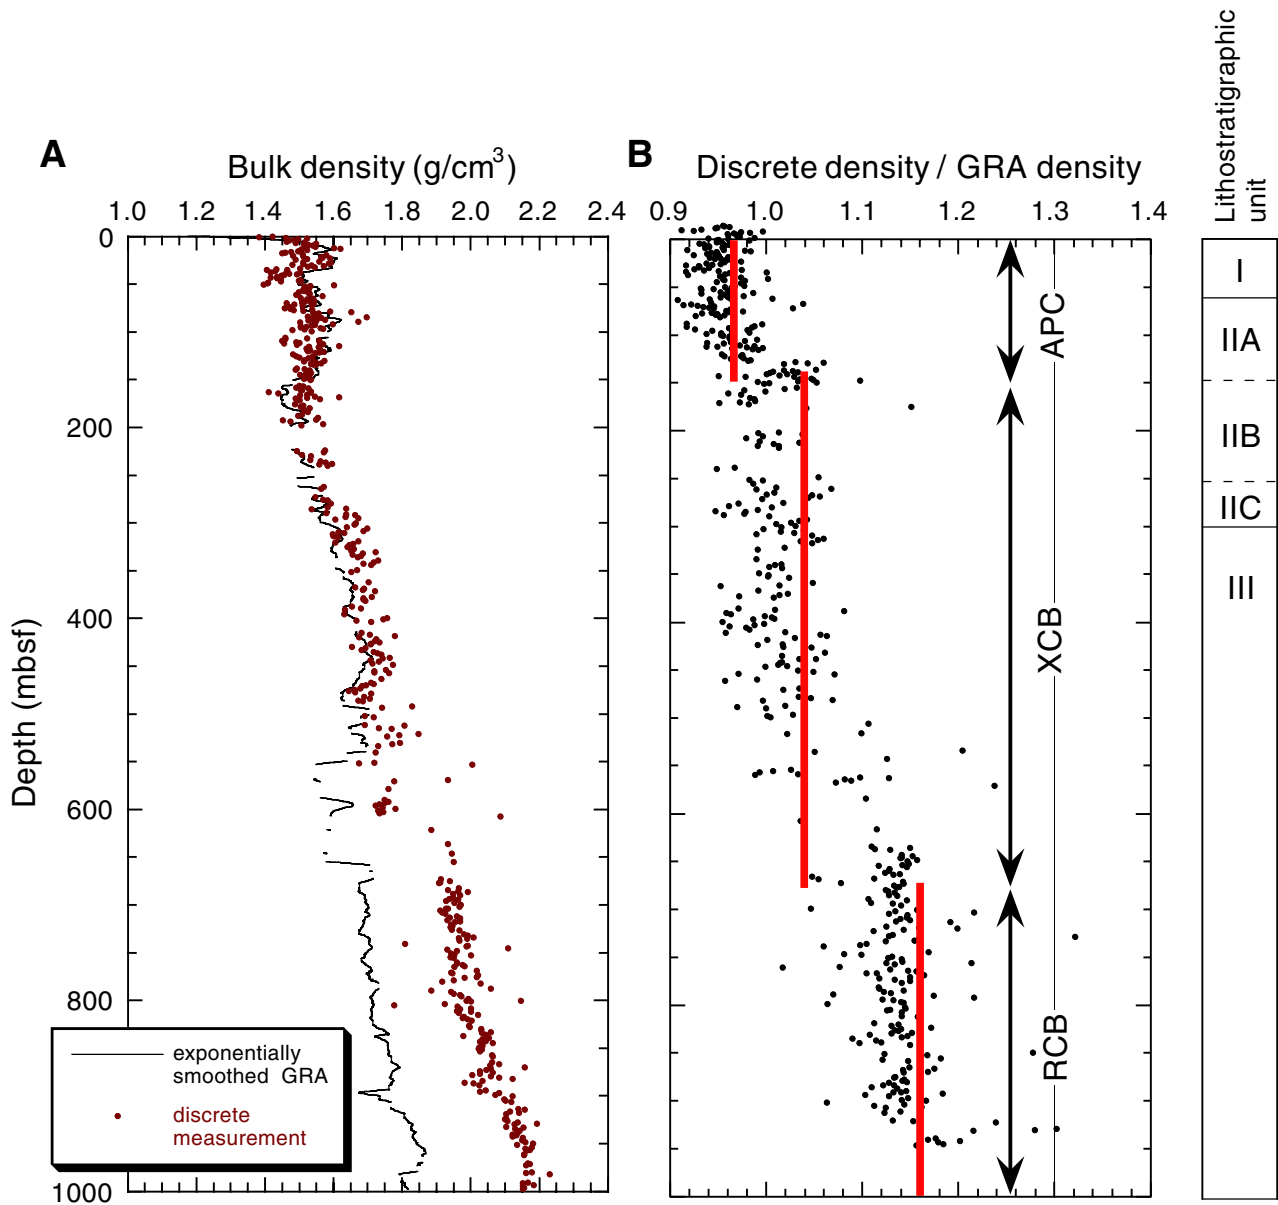 Lithostratigraphic
unit
A
Bulk density (g/cm³)
1.0 1.2 1.4 1.6 1.8 2.0 2.2 2.4
B
Discrete density / GRA density
0.9 1.0 1.1 1.2 1.3 1.4
Depth (mbsf)
0
200
400
600
800
1000
exponentially
smoothed GRA
discrete
measurement
APC
XCB
RCB
I
IIA
IIB
IIC
III